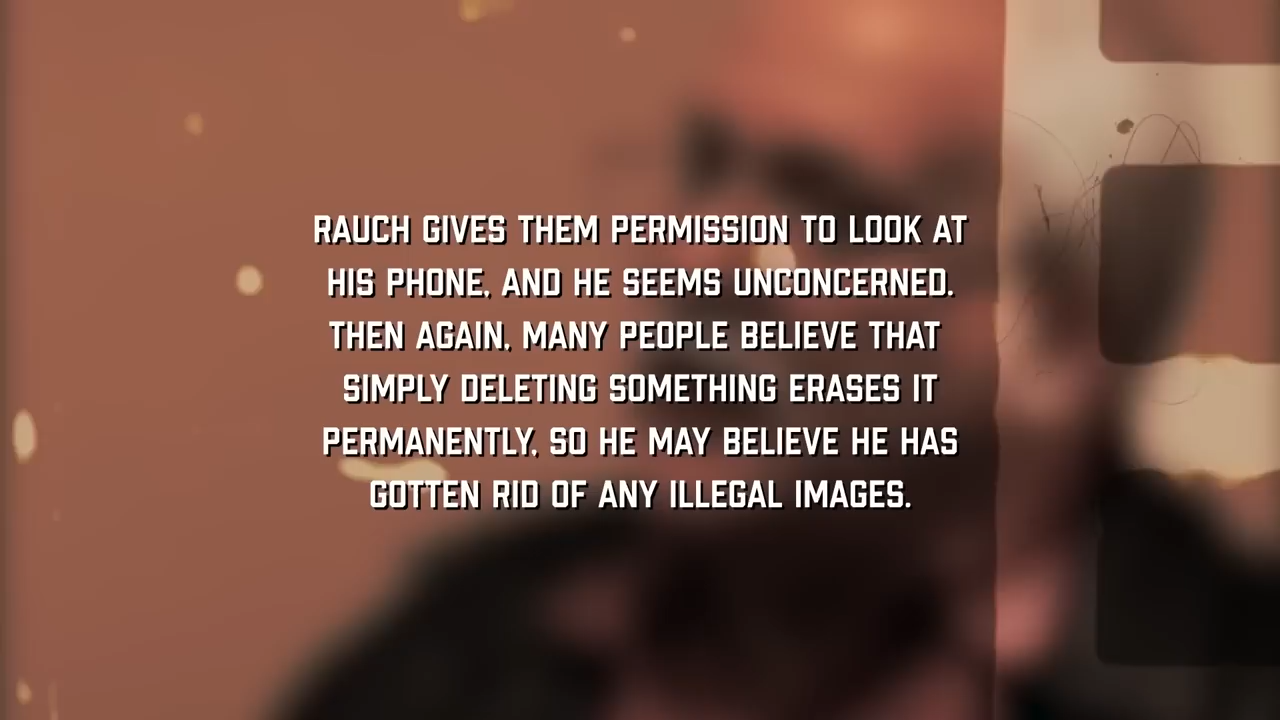 RAUCH GIVES THEM PERMISSION TO LOOK AT
HIS PHONE, AND HE SEEMS UNCONCERNED.
THEN AGAIN, MANY PEOPLE BELIEVE THAT
SIMPLY DELETING SOMETHING ERASES IT
PERMANENTLY, SO HE MAY BELIEVE HE HAS
GOTTEN RID OF ANY ILLEGAL IMAGES.